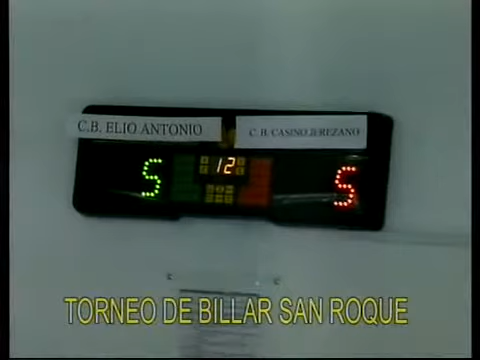 C.B. ELIO ANTONIO
C. B. CASINO JEREZANO
5
12
5
TORNEO DE BILLAR SAN ROQUE